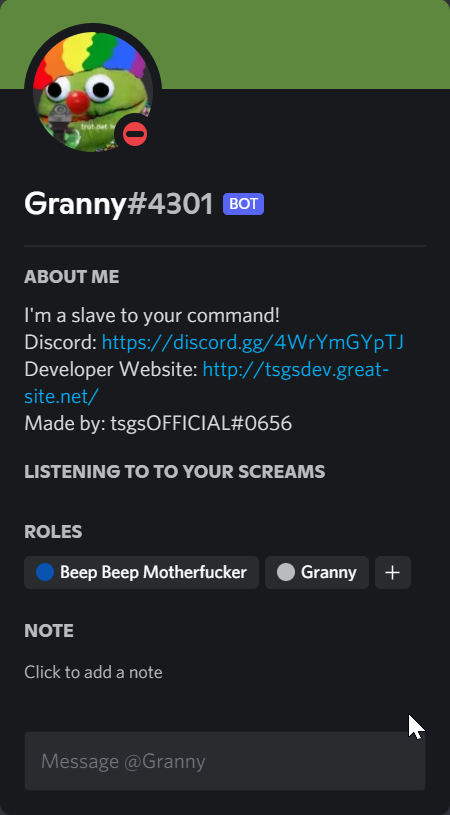 Granny#4301 BOT
ABOUT ME
I'm a slave to your command!
Discord: https://discord.gg/4WrYmGYpTJ
Developer Website: http://tsgsdev.great-
site.net/
Made by: tsgsOFFICIAL#0656
LISTENING TO TO YOUR SCREAMS
ROLES
Beep Beep Motherfucker Granny +
NOTE
Click to add a note
Message @Granny